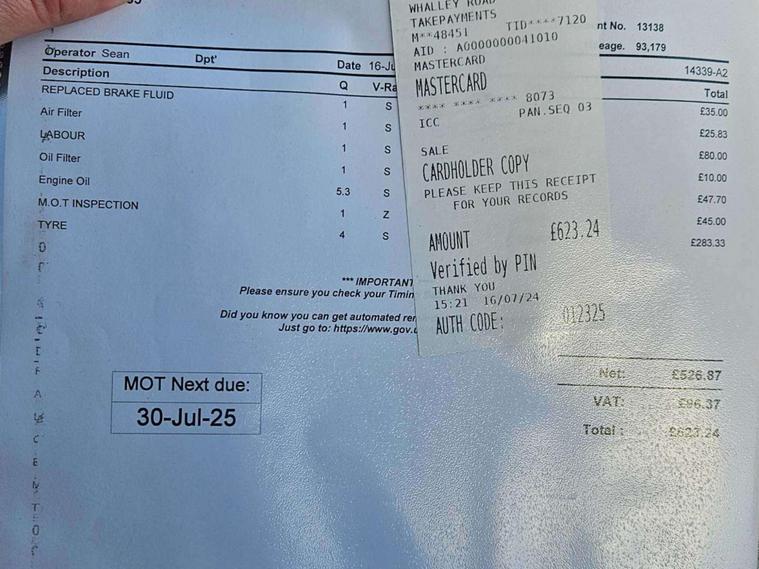 WHALLEY ROAD
TAKEPAYMENTS
M**48451 TID****7120
AID : A0000000041010
MASTERCARD
MASTERCARD
**** **** **** 8073
ICC PAN.SEQ 03
SALE
CARDHOLDER COPY
PLEASE KEEP THIS RECEIPT
FOR YOUR RECORDS
AMOUNT £623.24
Verified by PIN
THANK YOU
15:21 16/07/24
AUTH CODE: 012325
nt No. 13138
eage. 93,179
Operator Sean Dpt' Date 16-Ju 14339-A2
Description Q V-Ra Total
REPLACED BRAKE FLUID 1 S £35.00
Air Filter 1 S £25.83
LABOUR 1 S £80.00
Oil Filter 1 S £10.00
Engine Oil 5.3 S £47.70
M.O.T INSPECTION 1 Z £45.00
TYRE 4 S £283.33
*** IMPORTANT
Please ensure you check your Timin
Did you know you can get automated rem
Just go to: https://www.gov.u
MOT Next due:
30-Jul-25
Net: £526.87
VAT: £96.37
Total : £623.24